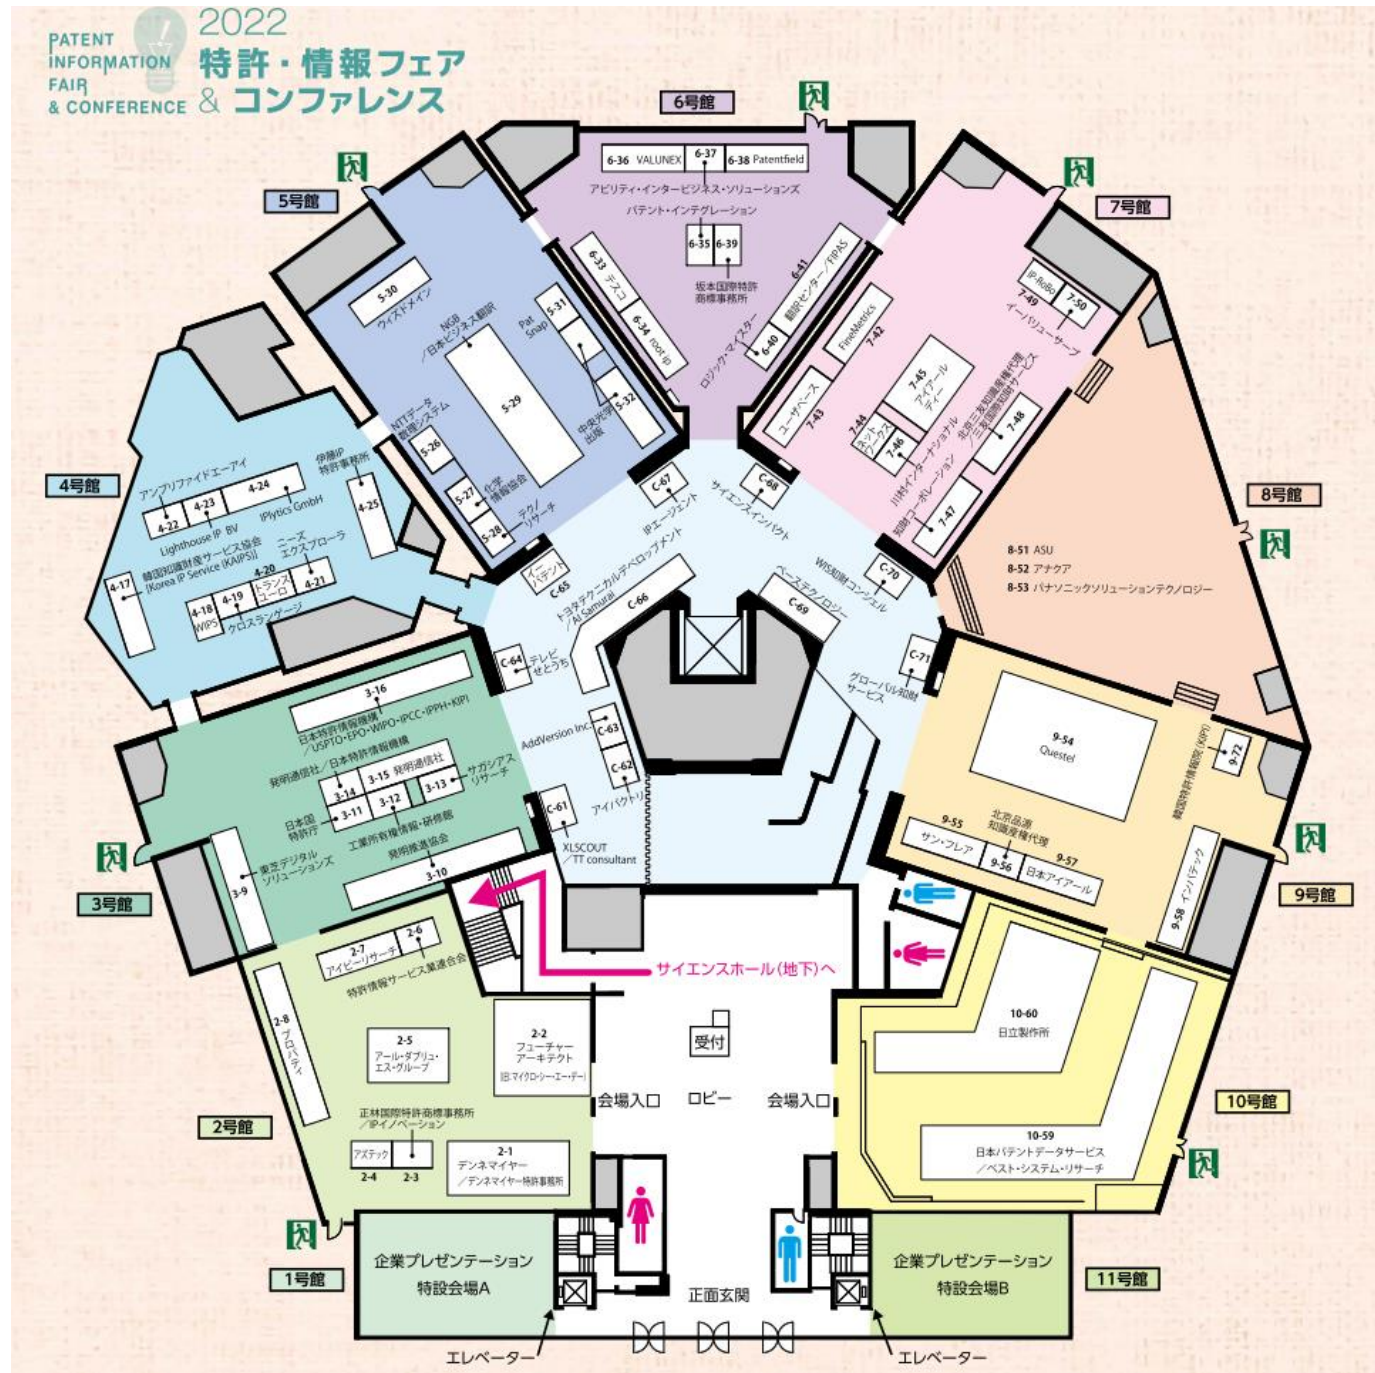 PATENT
INFORMATION
FAIR
& CONFERENCE
2022
特許・情報フェア
& コンファレンス
6号館
6-36 VALUNEX
6-37
6-38 Patentfield
アビリティ・インタービジネス・ソリューションズ
パテント・インテグレーション
6-35
6-39
坂本国際特許
商標事務所
6-33 デスコ
6-34 root ip
6-41
翻訳センター/FIPAS
ロジック・マイスター
6-40
5号館
5-30
ウィズドメイン
NGB
/日本ビジネス翻訳
5-29
Pat
Snap
5-31
5-32
中央光学
出版
NTTデータ
数理システム
5-26
5-27
化学
情報協会
5-28
テクノ
リサーチ
7号館
IP-RoBo
7-49
7-50
イーバリューサーブ
FineMetrics
7-42
ユーザベース
7-43
7-45
アイアール
ディー
7-44
ネット
ワークス
7-46
川村インターナショナル
北京三友知識産権代理
/三友国際知財サービス
7-48
知財コーポレーション
7-47
4号館
アンプリファイドエーアイ
4-22
4-23
4-24
Lighthouse IP BV
IPlytics GmbH
伊藤IP
特許事務所
4-25
4-17
韓国知識財産サービス協会
[Korea IP Service (KAIPS)]
4-18
WIPS
4-19
クロスランゲージ
4-20
トランス
ユーロ
4-21
ニーズ
エクスプローラ
8号館
8-51 ASU
8-52 アナクア
8-53 パナソニックソリューションテクノロジー
C-67
IPエージェント
C-68
サイエンスインパクト
イー
パテント
C-65
トヨタテクニカルデベロップメント
/AI Samurai
C-66
ベーステクノロジー
C-69
WIS知財コンシェル
C-70
C-71
グローバル知財
サービス
C-64
テレビ
せとうち
AddVersion Inc.
C-63
C-62
アイパクトリ
C-61
XLSCOUT
/TT consultant
3-16
日本特許情報機構
/USPTO・EPO・WIPO・IPCC・IPPH・KIPI
発明通信社/日本特許情報機構
3-15 発明通信社
3-14
3-13
サガシアス
リサーチ
3-11
3-12
日本国
特許庁
工業所有権情報・研修館
発明推進協会
3-10
東芝デジタル
ソリューションズ
3-9
3号館
9-54
Questel
9-72
韓国特許情報院 (KIPI)
9-55
サン・フレア
北京品源
知識産権代理
9-56
9-57
日本アイアール
9-58 インパテック
9号館
サイエンスホール(地下)へ
2-7
アイピーリサーチ
2-6
特許情報サービス業連合会
2-8
プロパティ
2-5
アール・ダブリュ・
エス・グループ
2-2
フューチャー
アーキテクト
(旧:マイクロ・シー・エー・デー)
正林国際特許商標事務所
/IPイノベーション
アズテック
2-4
2-3
2-1
デンネマイヤー
/デンネマイヤー特許事務所
2号館
受付
会場入口
ロビー
会場入口
10-60
日立製作所
10-59
日本パテントデータサービス
/ベスト・システム・リサーチ
10号館
1号館
企業プレゼンテーション
特設会場A
正面玄関
企業プレゼンテーション
特設会場B
11号館
エレベーター
エレベーター